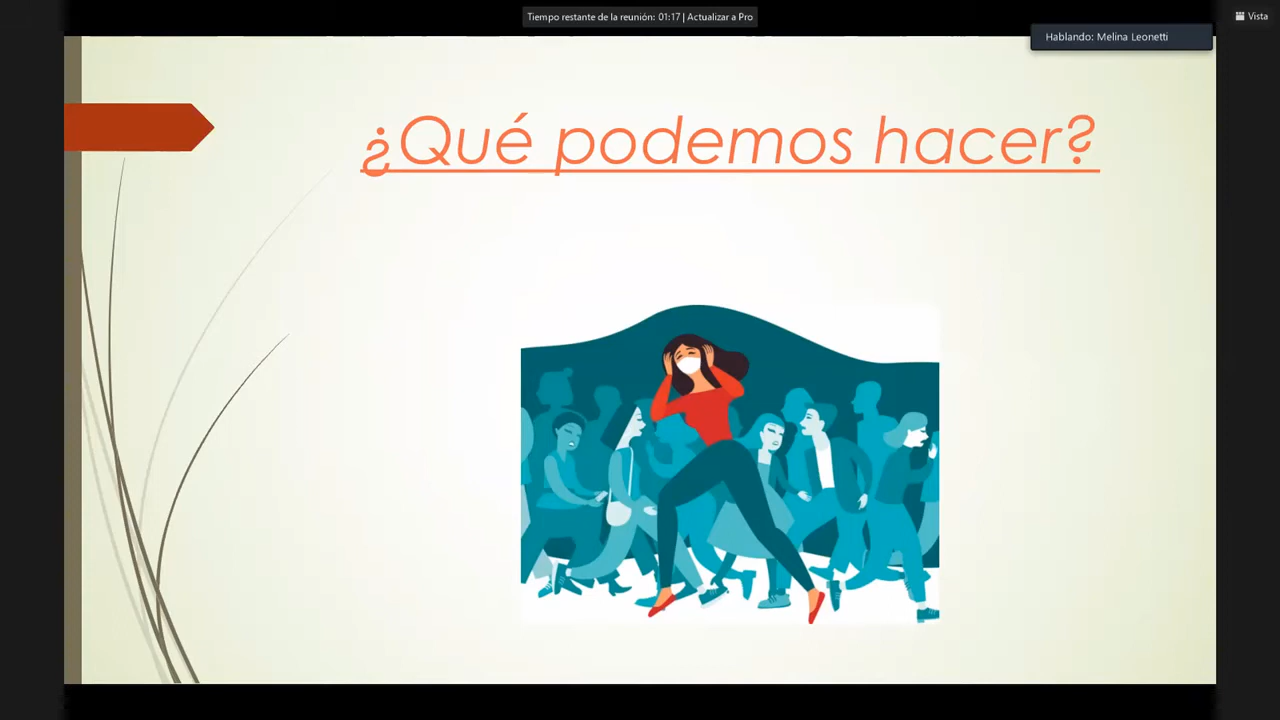 Tiempo restante de la reunión: 01:17 | Actualizar a Pro
Vista
Hablando: Melina Leonetti
¿Qué podemos hacer?